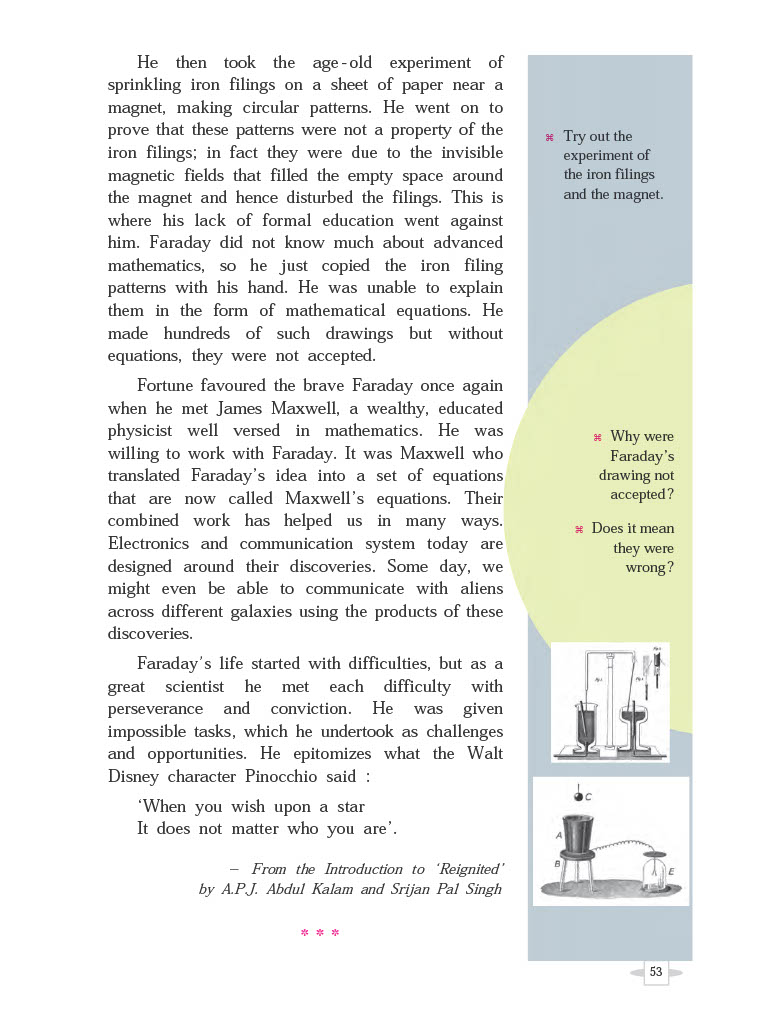 He then took the age-old experiment of
sprinkling iron filings on a sheet of paper near a
magnet, making circular patterns. He went on to
prove that these patterns were not a property of the
iron filings; in fact they were due to the invisible
magnetic fields that filled the empty space around
the magnet and hence disturbed the filings. This is
where his lack of formal education went against
him. Faraday did not know much about advanced
mathematics, so he just copied the iron filing
patterns with his hand. He was unable to explain
them in the form of mathematical equations. He
made hundreds of such drawings but without
equations, they were not accepted.
Fortune favoured the brave Faraday once again
when he met James Maxwell, a wealthy, educated
physicist well versed in mathematics. He was
willing to work with Faraday. It was Maxwell who
translated Faraday's idea into a set of equations
that are now called Maxwell's equations. Their
combined work has helped us in many ways.
Electronics and communication system today are
designed around their discoveries. Some day, we
might even be able to communicate with aliens
across different galaxies using the products of these
discoveries.
Faraday's life started with difficulties, but as a
great scientist he met each difficulty with
perseverance and conviction. He was given
impossible tasks, which he undertook as challenges
and opportunities. He epitomizes what the Walt
Disney character Pinocchio said :
'When you wish upon a star
It does not matter who you are'.
– From the Introduction to 'Reignited'
by A.P.J. Abdul Kalam and Srijan Pal Singh
* * *
⌘ Try out the
experiment of
the iron filings
and the magnet.
⌘ Why were
Faraday's
drawing not
accepted?
⌘ Does it mean
they were
wrong?
C
A
B
E
53